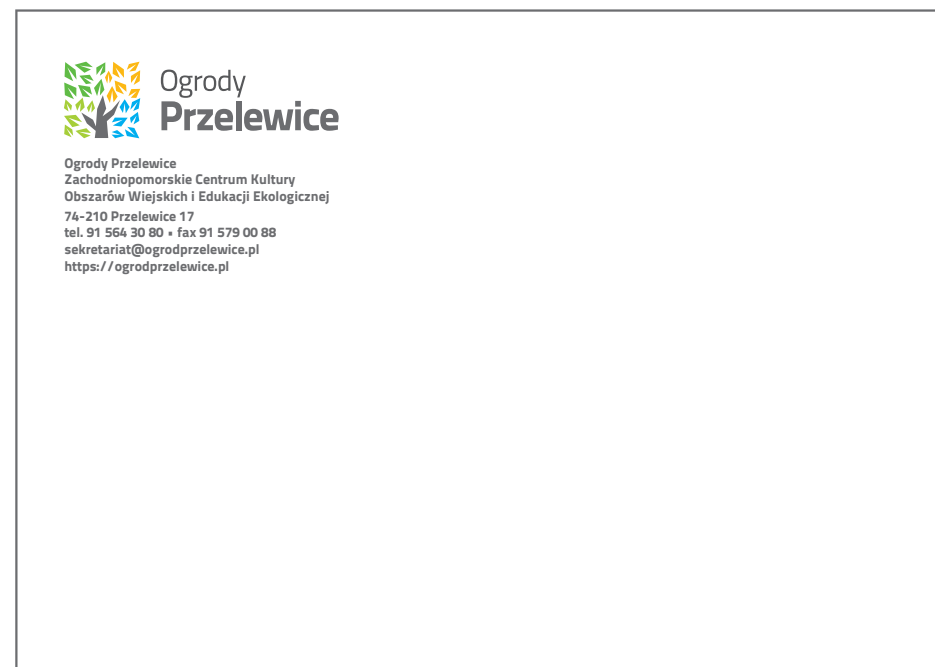 Ogrody
Przelewice
Ogrody Przelewice
Zachodniopomorskie Centrum Kultury
Obszarów Wiejskich i Edukacji Ekologicznej
74-210 Przelewice 17
tel. 91 564 30 80 • fax 91 579 00 88
sekretariat@ogrodprzelewice.pl
https://ogrodprzelewice.pl